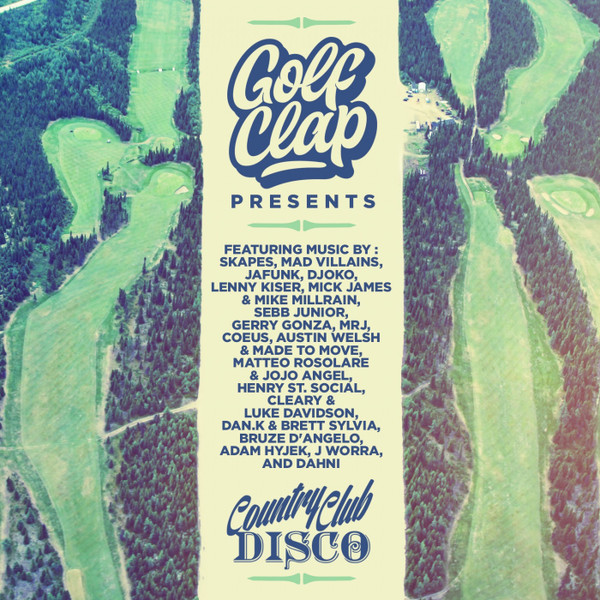 Golf
Clap
PRESENTS
FEATURING MUSIC BY :
SKAPES, MAD VILLAINS,
JAFUNK, DJOKO,
LENNY KISER, MICK JAMES
& MIKE MILLRAIN,
SEBB JUNIOR,
GERRY GONZA, MRJ,
COEUS, AUSTIN WELSH
& MADE TO MOVE,
MATTEO ROSOLARE
& JOJO ANGEL,
HENRY ST. SOCIAL,
CLEARY &
LUKE DAVIDSON,
DAN.K & BRETT SYLVIA,
BRUZE D'ANGELO,
ADAM HYJEK, J WORRA,
AND DAHNI
Country Club
DISCO